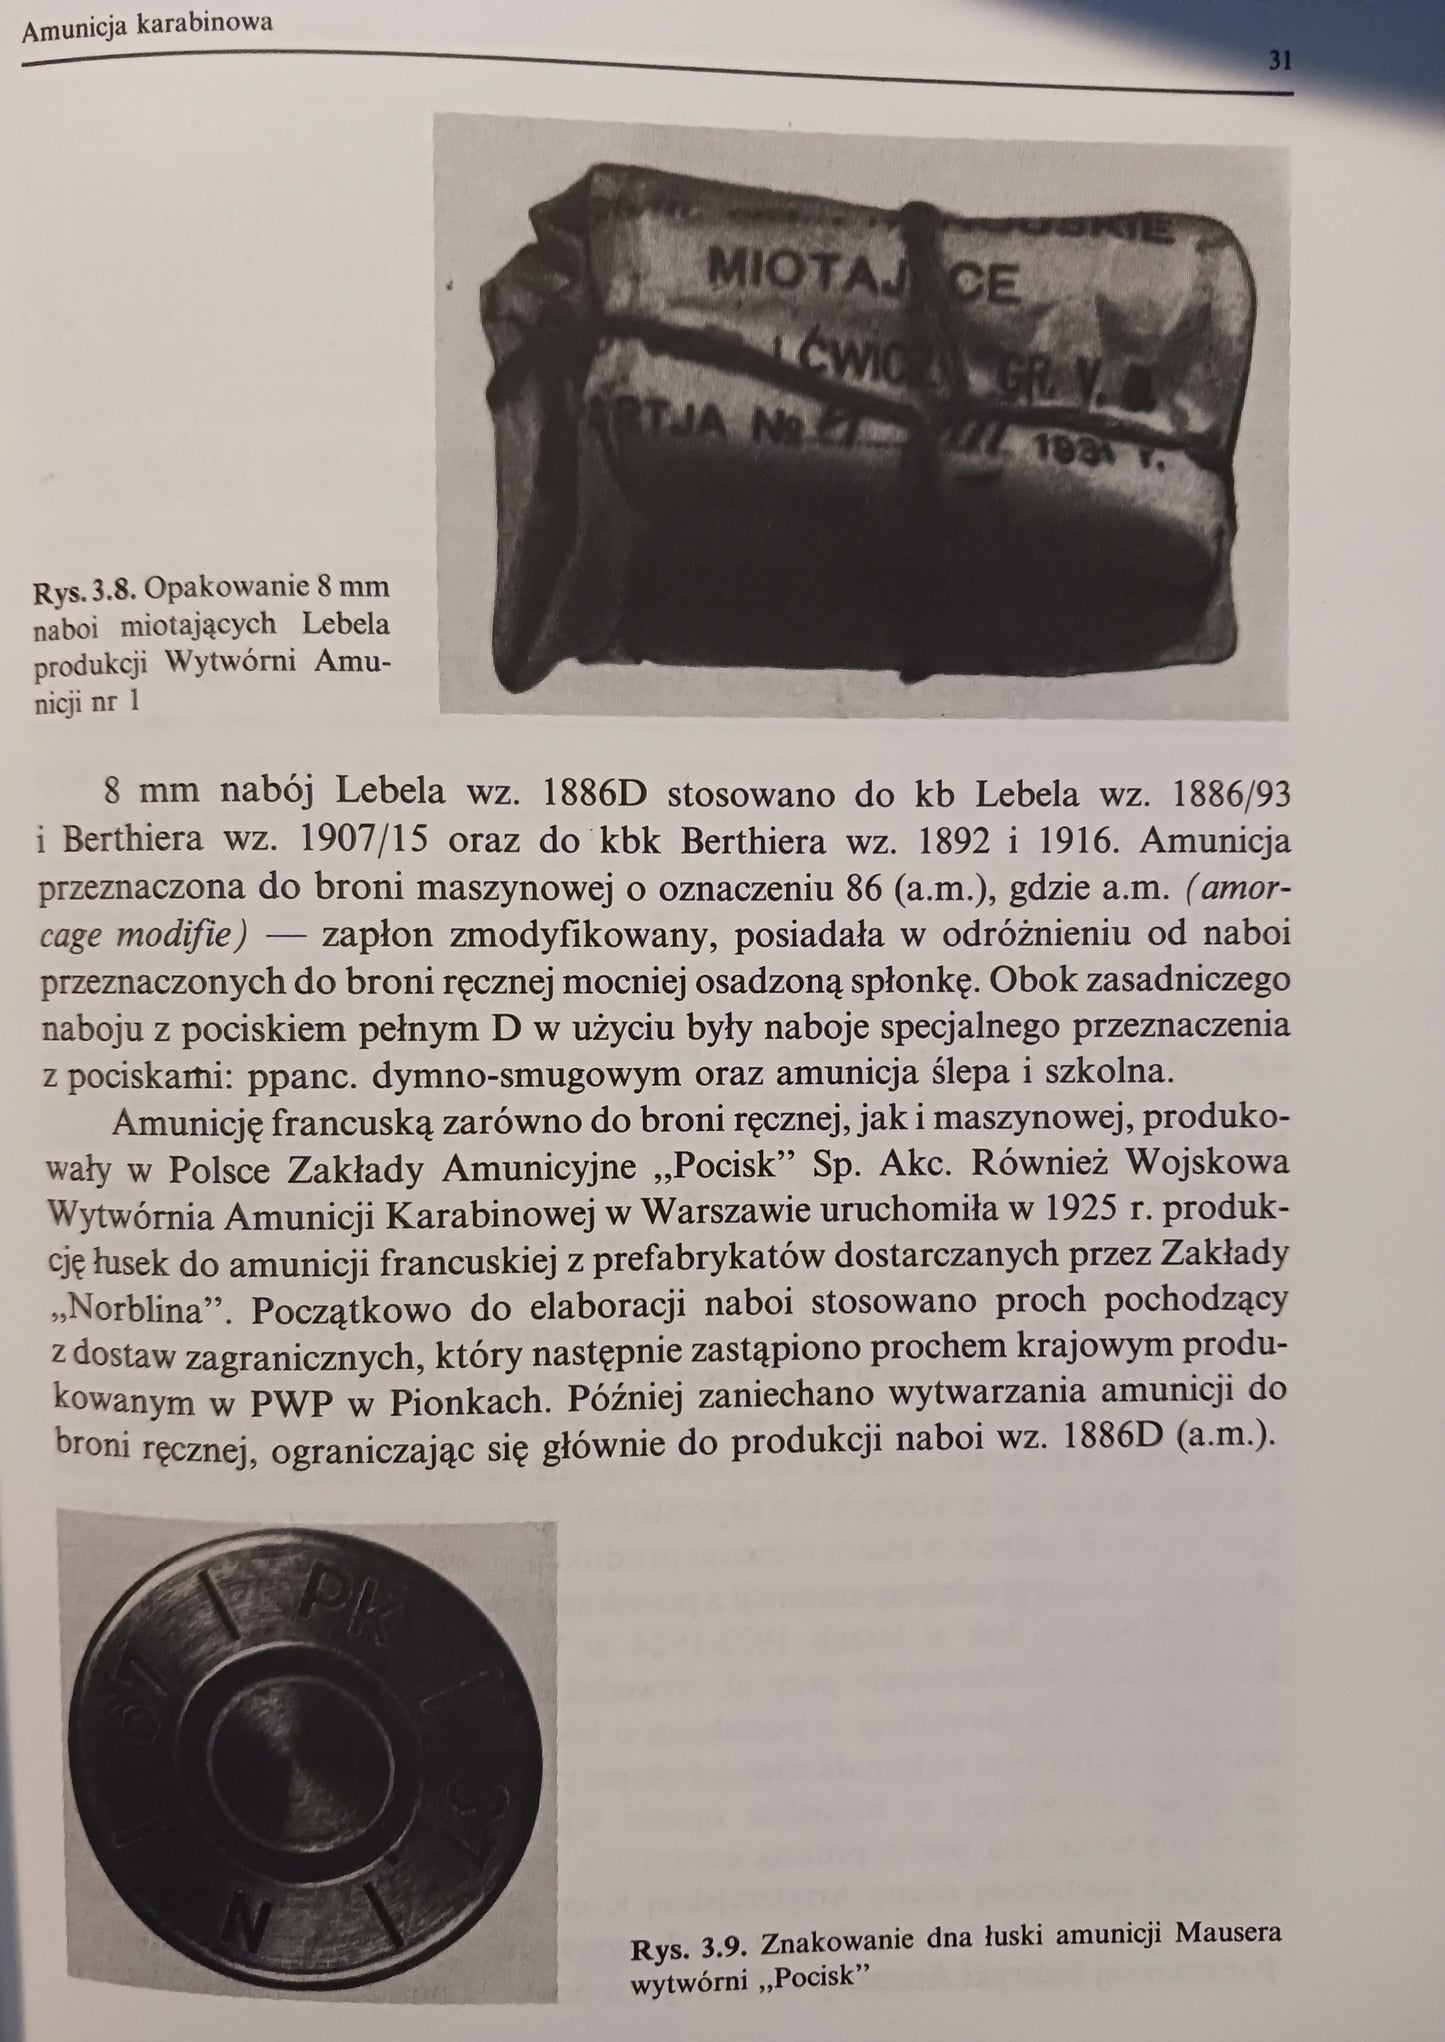 Amunicja karabinowa
31
MIOTAJ CE
ĆWICZ GR. V.
ARTJA No
1931 r.
Rys. 3.8. Opakowanie 8 mm
naboi miotających Lebela
produkcji Wytwórni Amu-
nicji nr 1
8 mm nabój Lebela wz. 1886D stosowano do kb Lebela wz. 1886/93
i Berthiera wz. 1907/15 oraz do kbk Berthiera wz. 1892 i 1916. Amunicja
przeznaczona do broni maszynowej o oznaczeniu 86 (a.m.), gdzie a.m. (amor-
cage modifie) — zapłon zmodyfikowany, posiadała w odróżnieniu od naboi
przeznaczonych do broni ręcznej mocniej osadzoną spłonkę. Obok zasadniczego
naboju z pociskiem pełnym D w użyciu były naboje specjalnego przeznaczenia
z pociskami: ppanc. dymno-smugowym oraz amunicja ślepa i szkolna.
Amunicję francuską zarówno do broni ręcznej, jak i maszynowej, produko-
wały w Polsce Zakłady Amunicyjne „Pocisk” Sp. Akc. Również Wojskowa
Wytwórnia Amunicji Karabinowej w Warszawie uruchomiła w 1925 r. produk-
cję łusek do amunicji francuskiej z prefabrykatów dostarczanych przez Zakłady
„Norblina”. Początkowo do elaboracji naboi stosowano proch pochodzący
z dostaw zagranicznych, który następnie zastąpiono prochem krajowym produ-
kowanym w PWP w Pionkach. Później zaniechano wytwarzania amunicji do
broni ręcznej, ograniczając się głównie do produkcji naboi wz. 1886D (a.m.).
PK
37
N
67
Rys. 3.9. Znakowanie dna łuski amunicji Mausera
wytwórni „Pocisk”